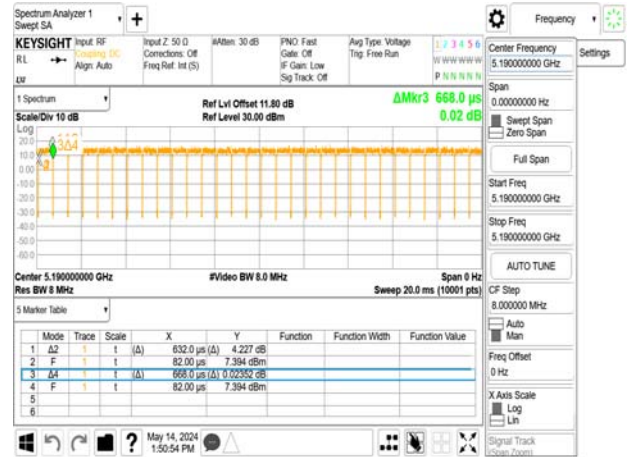 Spectrum Analyzer 1
Swept SA
Frequency
KEYSIGHT
RL
Input: RF
Coupling: DC
Align: Auto
Input Z: 50 Ω
Corrections: Off
Freq Ref: Int (S)
#Atten: 30 dB
PNO: Fast
Gate: Off
IF Gain: Low
Sig Track: Off
Avg Type: Voltage
Trig: Free Run
1 2 3 4 5 6
W W W W W W
P N N N N N
1 Spectrum
Scale/Div 10 dB
Ref Lvl Offset 11.80 dB
Ref Level 30.00 dBm
ΔMkr3 668.0 µs
0.02 dB
Log
20.0
10.0
0.00
-10.0
-20.0
-30.0
-40.0
-50.0
-60.0
3Δ4
Center 5.190000000 GHz
Res BW 8 MHz
#Video BW 8.0 MHz
Span 0 Hz
Sweep 20.0 ms (10001 pts)
5 Marker Table
Mode Trace Scale X Y Function Function Width Function Value
1 Δ2 1 t (Δ) 632.0 µs (Δ) 4.227 dB
2 F 1 t 82.00 µs 7.394 dBm
3 Δ4 1 t (Δ) 668.0 µs (Δ) 0.02352 dB
4 F 1 t 82.00 µs 7.394 dBm
5
6
May 14, 2024
1:50:54 PM
Center Frequency
5.190000000 GHz
Settings
Span
0.00000000 Hz
Swept Span
Zero Span
Full Span
Start Freq
5.190000000 GHz
Stop Freq
5.190000000 GHz
AUTO TUNE
CF Step
8.000000 MHz
Auto
Man
Freq Offset
0 Hz
X Axis Scale
Log
Lin
Signal Track
(Span Zoom)